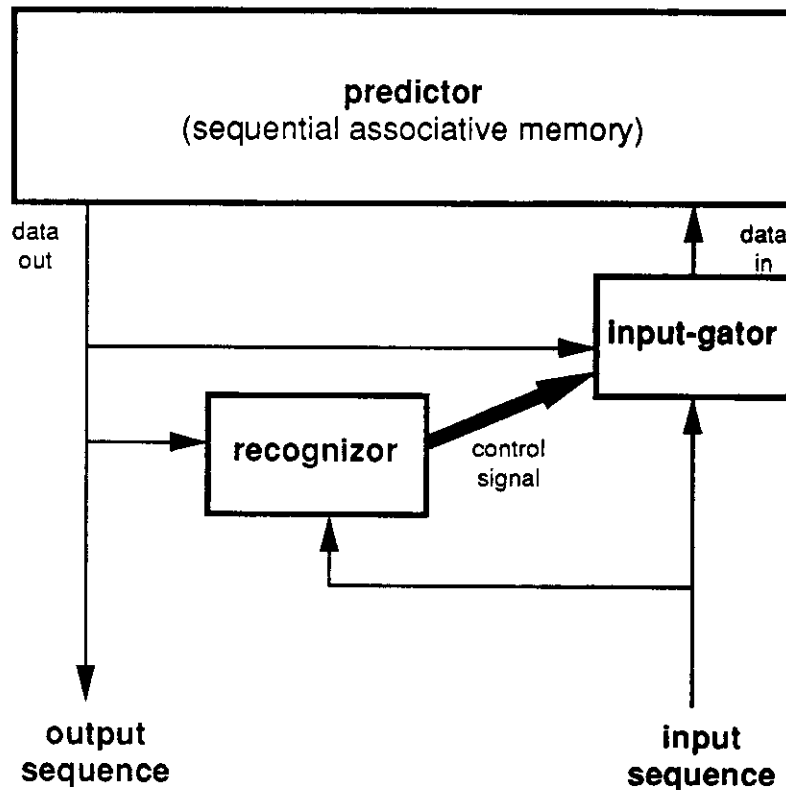 predictor
(sequential associative memory)
data
out
data
in
input-gator
recognizor
control
signal
output
sequence
input
sequence